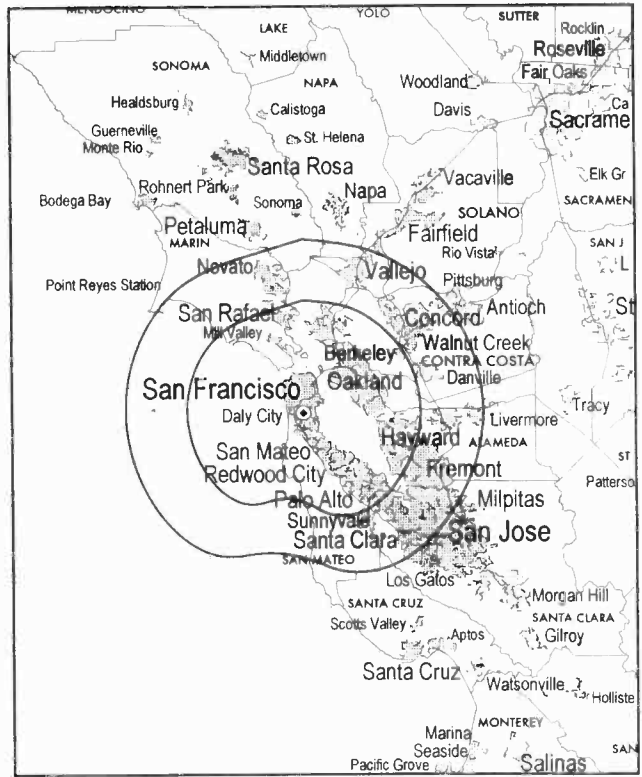 MENDOCINO
YOLO
SUTTER
Rocklin
LAKE
Roseville
Middletown
SONOMA
Fair Oaks
NAPA
Woodland
Healdsburg
Calistoga
Davis
Ca
Sacrame
Guerneville
St. Helena
Monte Rio
Santa Rosa
Vacaville
Elk Gr
Rohnert Park
Napa
Bodega Bay
Sonoma
SACRAMEN
SOLANO
Petaluma
Fairfield
MARIN
Rio Vista
SAN J
Novato
Vallejo
L
Point Reyes Station
Pittsburg
San Rafael
Concord
Antioch
St
Mill Valley
Walnut Creek
Berkeley
CONTRA COSTA
Oakland
Danville
San Francisco
Tracy
Daly City
Livermore
Hayward
ALAMEDA
San Mateo
ST
Redwood City
Fremont
Patterso
Palo Alto
Milpitas
Sunnyvale
San Jose
Santa Clara
SAN MATEO
Los Gatos
Morgan Hill
SANTA CRUZ
SANTA CLARA
Scotts Valley
Aptos
Gilroy
Santa Cruz
Watsonville
Holliste
MONTEREY
Marina
Seaside
SAN
Pacific Grove
Salinas